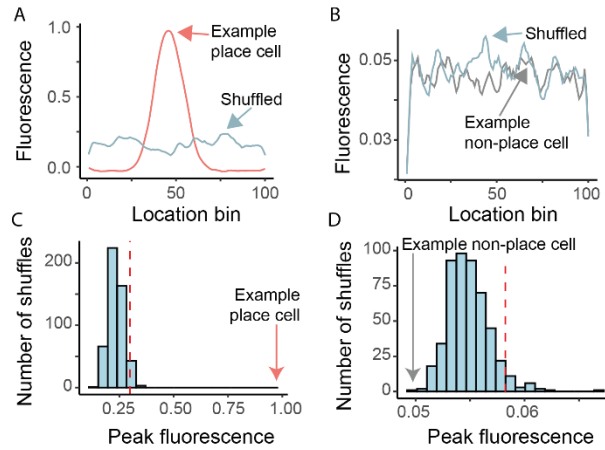 A
Fluorescence
1.0
0.5
0.0
Example
place cell
Shuffled
1
50
100
Location bin
B
Fluorescence
0.05
0.03
Shuffled
Example
non-place cell
0
50
100
Location bin
C
Number of shuffles
200
100
0
Example
place cell
0.25
0.50
0.75
1.00
Peak fluorescence
D
Number of shuffles
100
75
50
25
0
Example non-place cell
0.05
0.06
Peak fluorescence